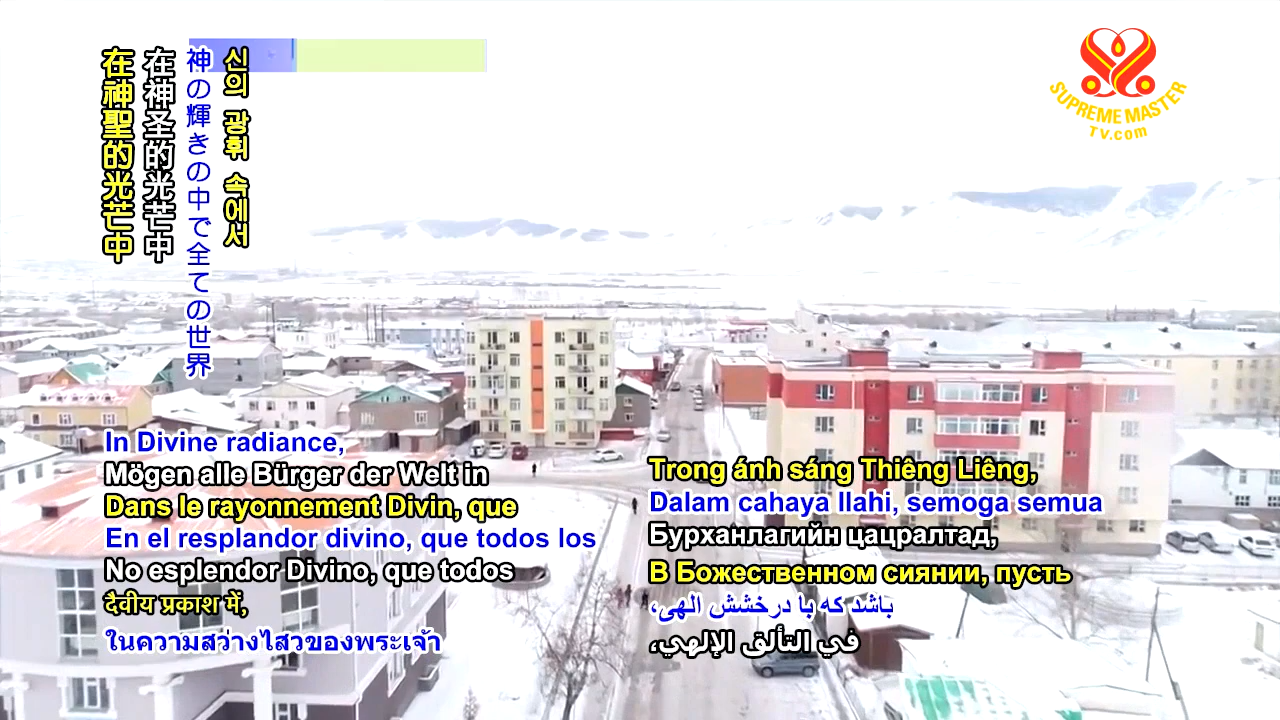 在神聖的光芒中
在神圣的光芒中
神の輝きの中で全ての世界
신의 광휘 속에서
SUPREME MASTER
TV.com
In Divine radiance,
Mögen alle Bürger der Welt in
Dans le rayonnement Divin, que
En el resplandor divino, que todos los
No esplendor Divino, que todos
दैवीय प्रकाश में,
ในความสว่างไสวของพระเจ้า
Trong ánh sáng Thiêng Liêng,
Dalam cahaya Ilahi, semoga semua
Бурханлагийн цацралтад,
В Божественном сиянии, пусть
باشد که با درخشش الهی،
في التألق الإلهي،